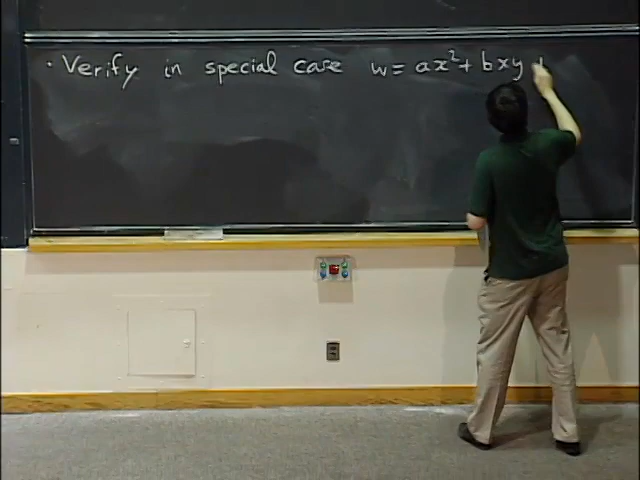 · Verify in special case w = ax² + bxy +